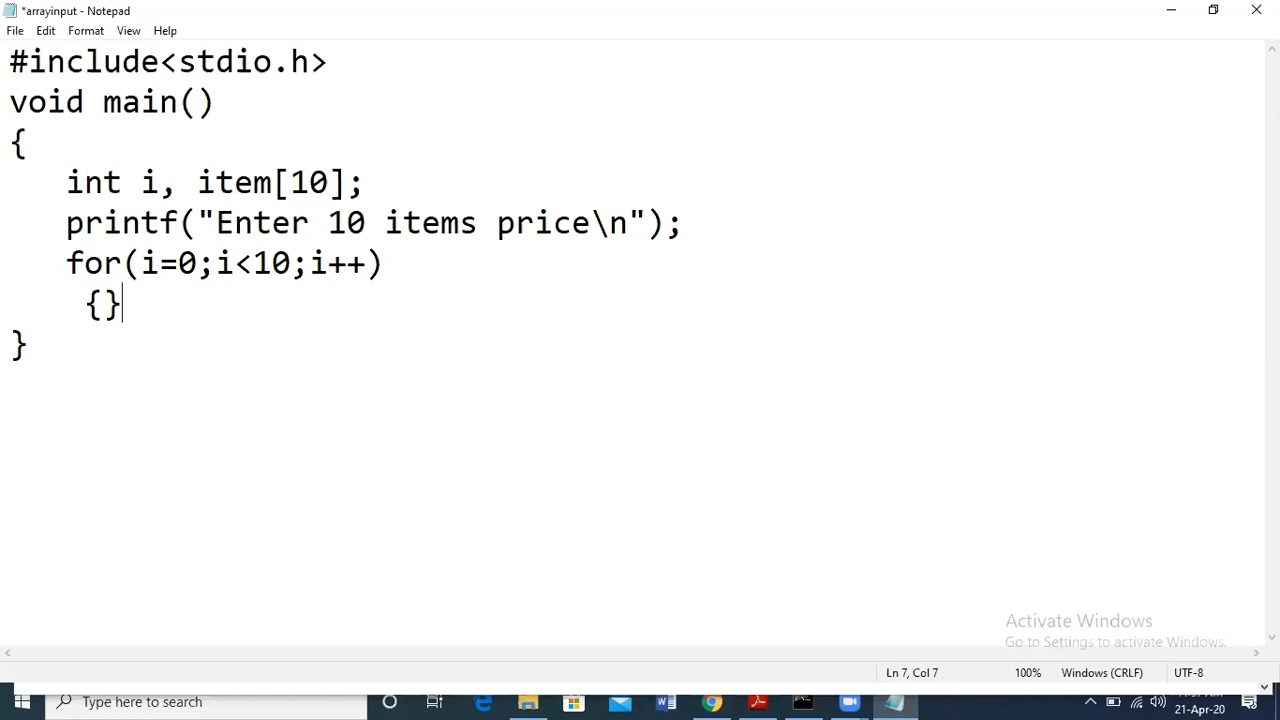 *arrayinput - Notepad
File Edit Format View Help
#include<stdio.h>
void main()
{
int i, item[10];
printf("Enter 10 items price\n");
for(i=0;i<10;i++)
{}
}
Activate Windows
Go to Settings to activate Windows.
Ln 7, Col 7 100% Windows (CRLF) UTF-8
Type here to search
21-Apr-20